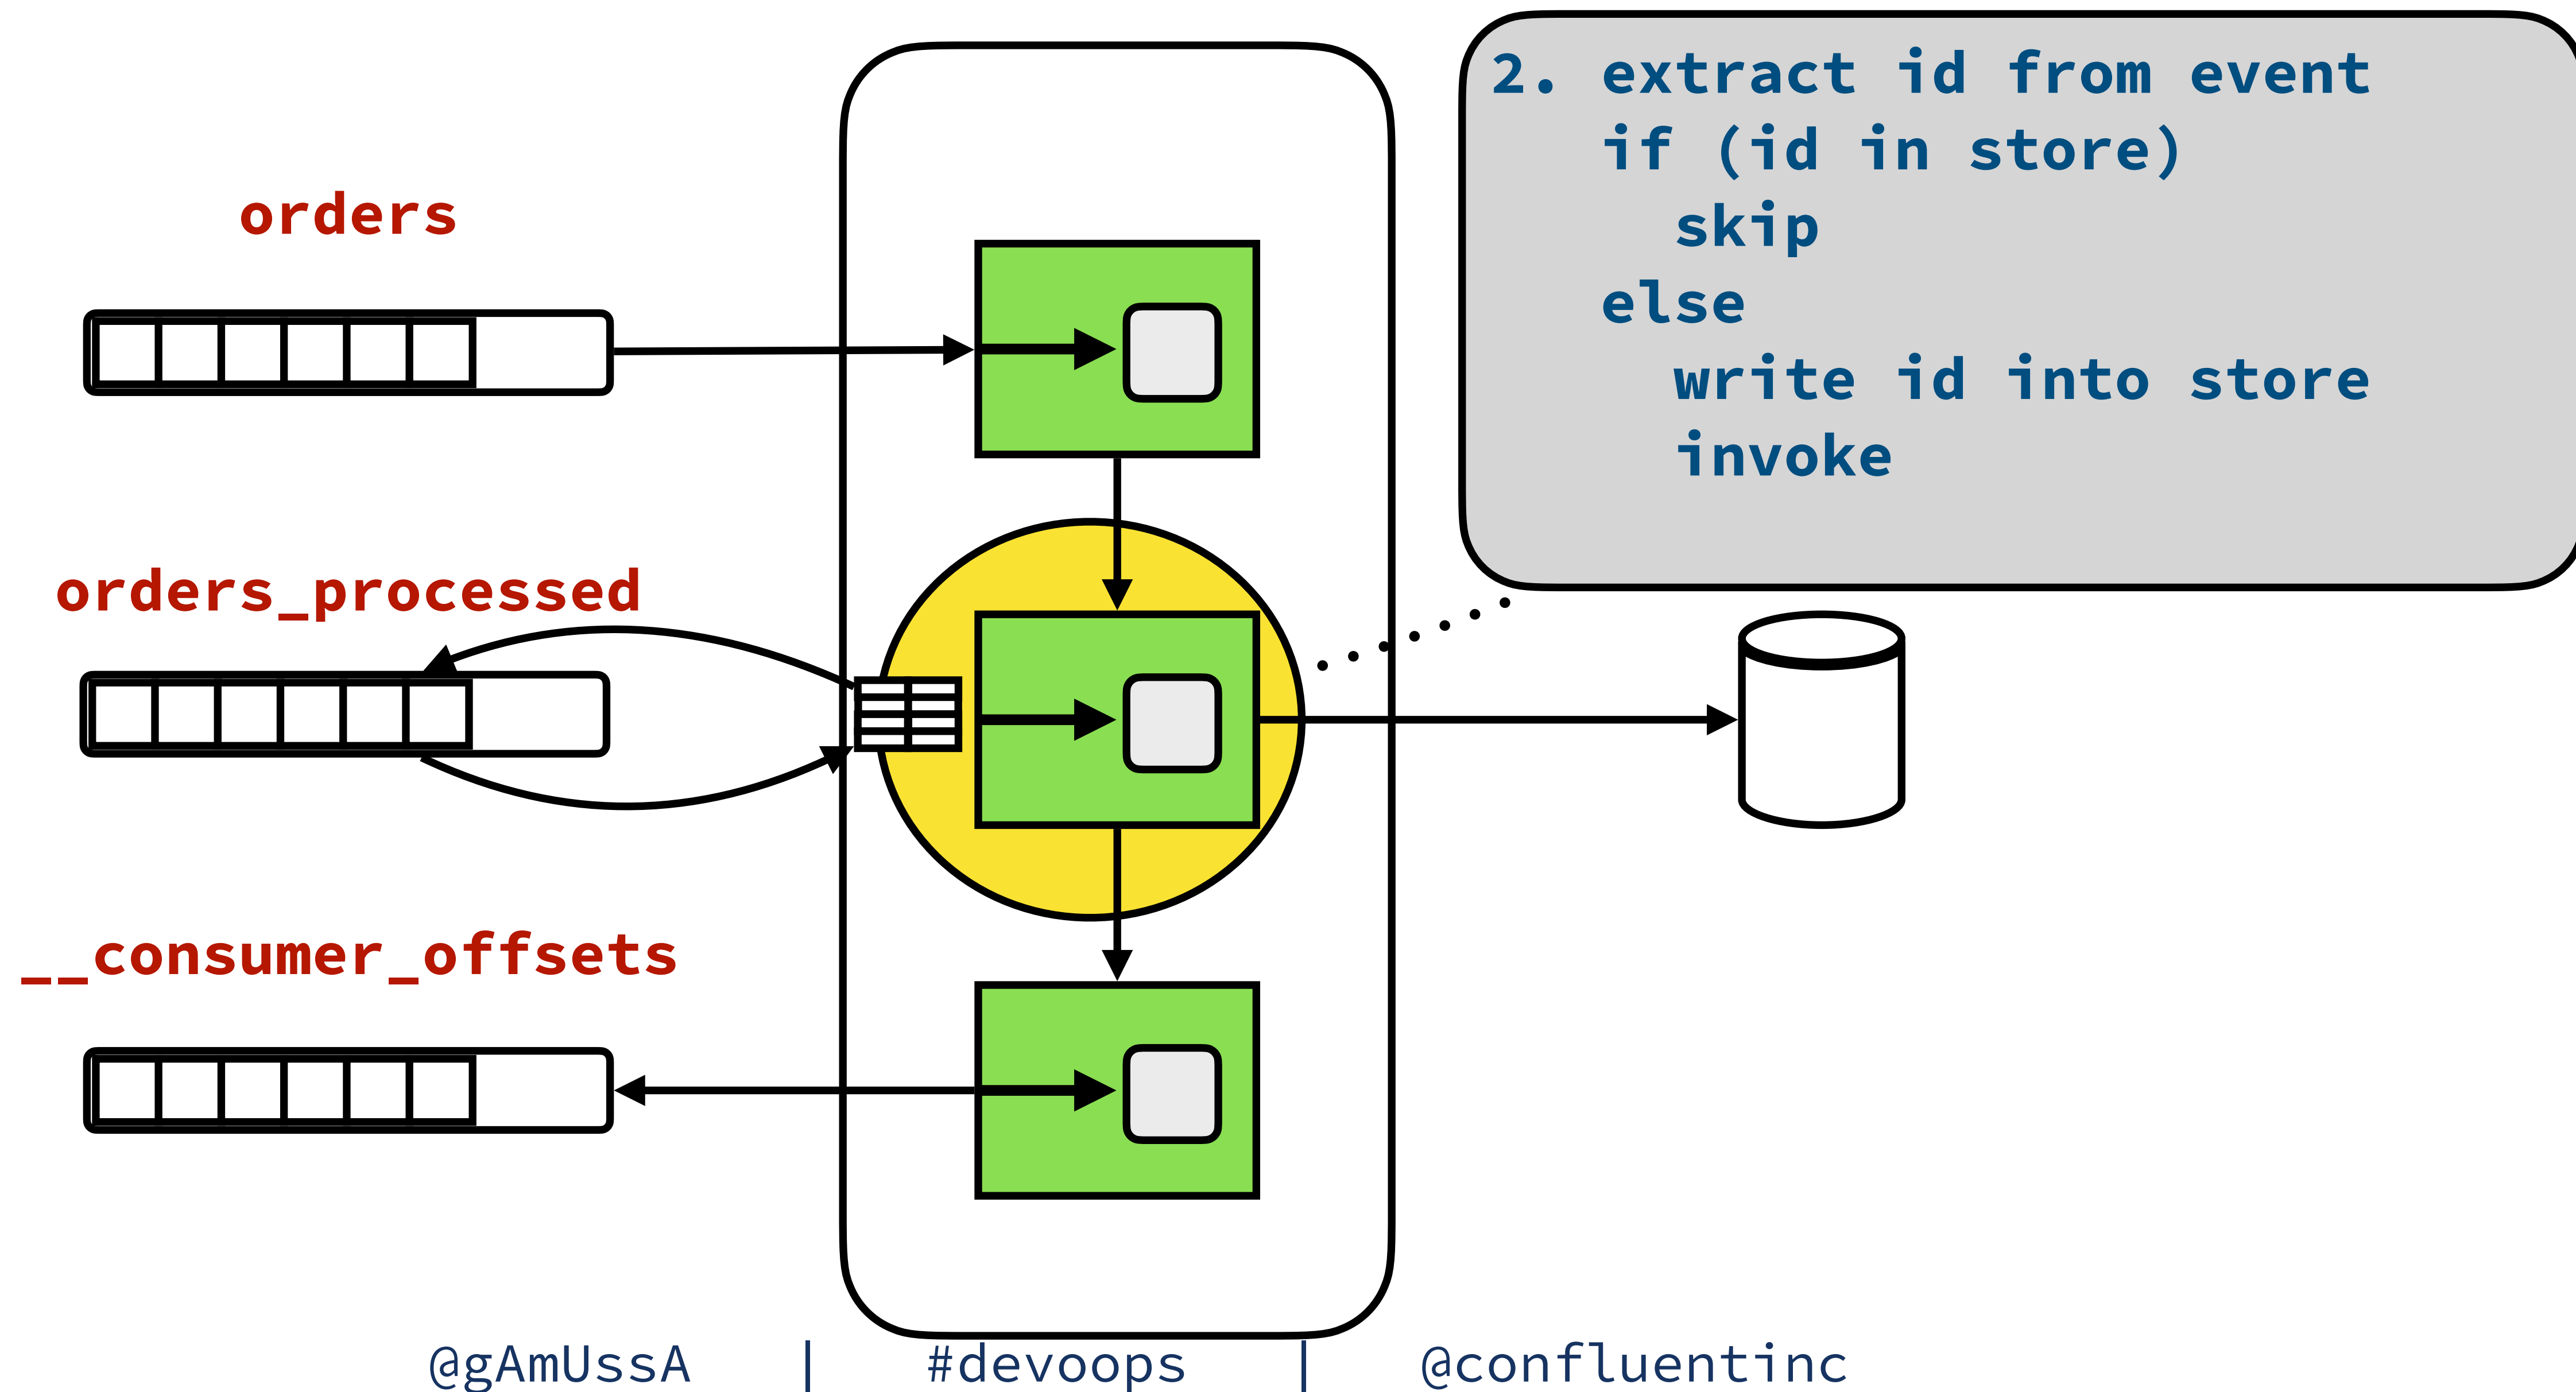 2. extract id from event
if (id in store)
skip
else
write id into store
invoke
orders
orders_processed
__consumer_offsets
@gAmUssA | #devoops | @confluentinc